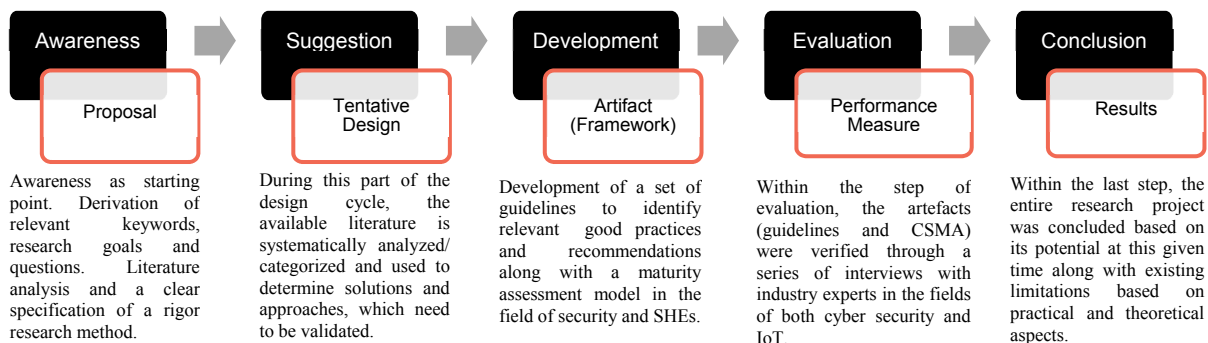 Awareness
Proposal
Awareness as starting
point. Derivation of
relevant keywords,
research goals and
questions. Literature
analysis and a clear
specification of a rigor
research method.
Suggestion
Tentative
Design
During this part of the
design cycle, the
available literature is
systematically analyzed/
categorized and used to
determine solutions and
approaches, which need
to be validated.
Development
Artifact
(Framework)
Development of a set of
guidelines to identify
relevant good practices
and recommendations
along with a maturity
assessment model in the
field of security and SHEs.
Evaluation
Performance
Measure
Within the step of
evaluation, the artefacts
(guidelines and CSMA)
were verified through a
series of interviews with
industry experts in the fields
of both cyber security and
IoT.
Conclusion
Results
Within the last step, the
entire research project
was concluded based on
its potential at this given
time along with existing
limitations based on
practical and theoretical
aspects.